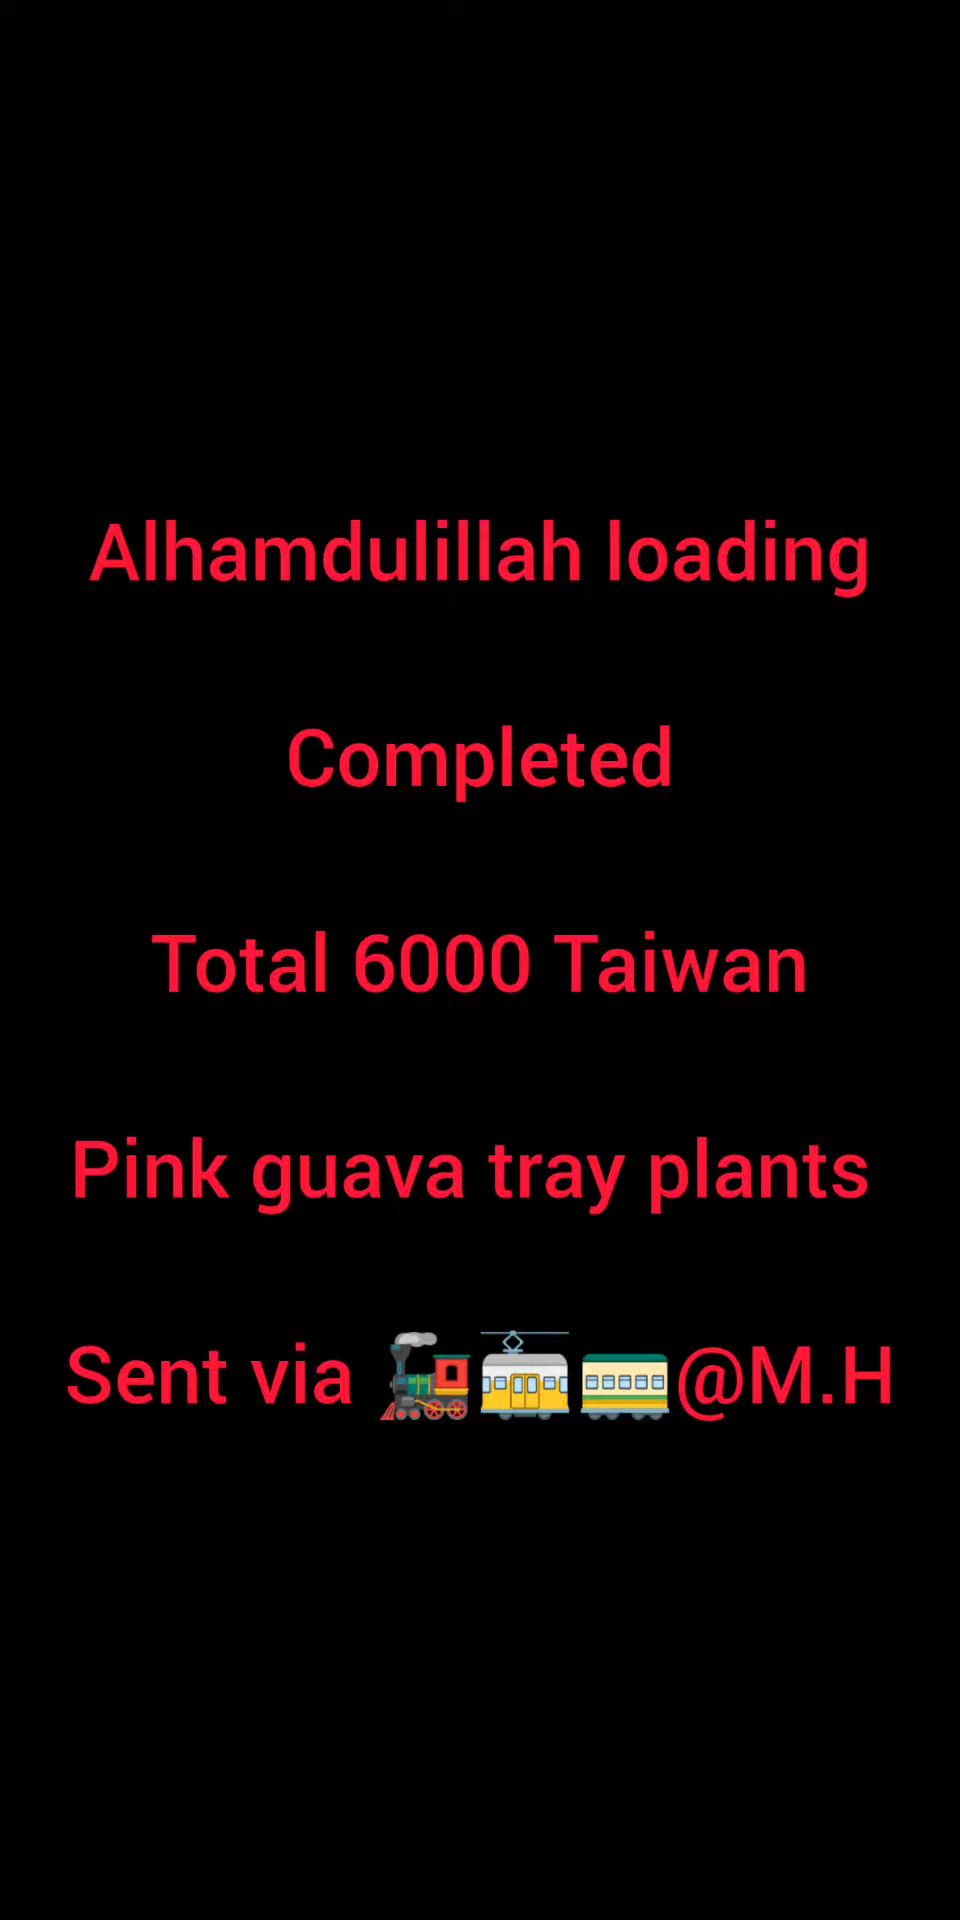 Alhamdulillah loading
Completed
Total 6000 Taiwan
Pink guava tray plants
Sent via 🚂🚋🚃@M.H